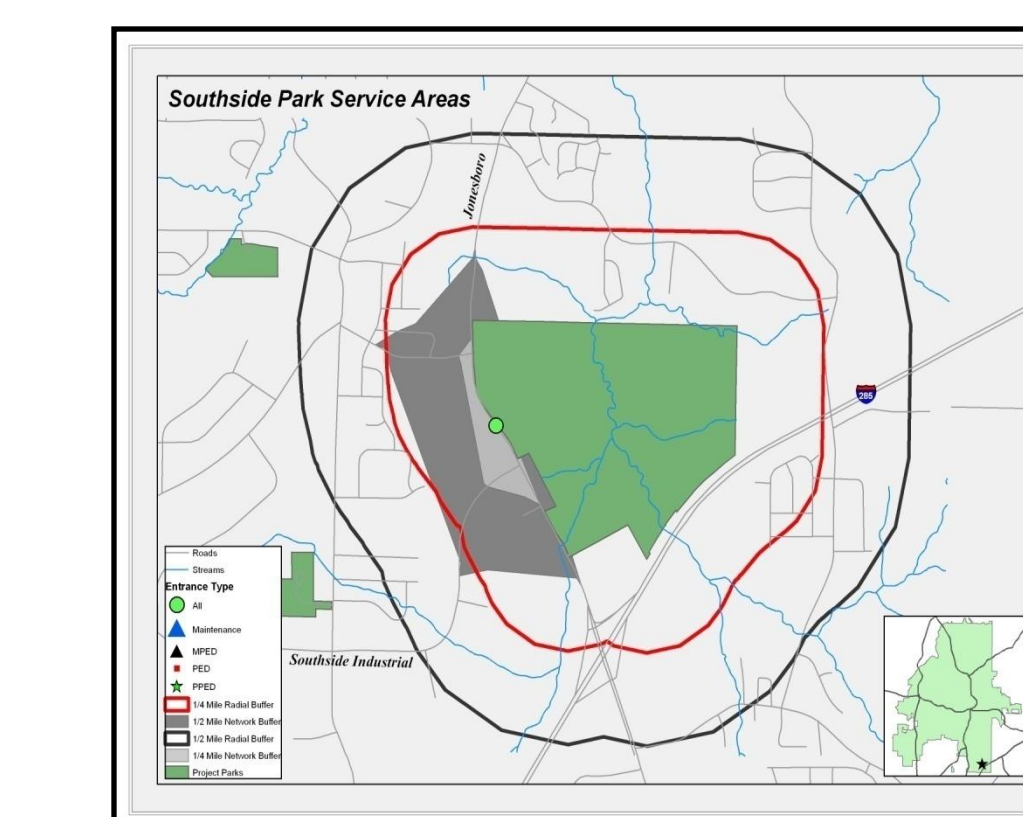 Southside Park Service Areas
Jonesboro
285
Roads
Streams
Entrance Type
All
Maintenance
MPED
PED
PPED
1/4 Mile Radial Buffer
1/2 Mile Network Buffer
1/2 Mile Radial Buffer
1/4 Mile Network Buffer
Project Parks
Southside Industrial